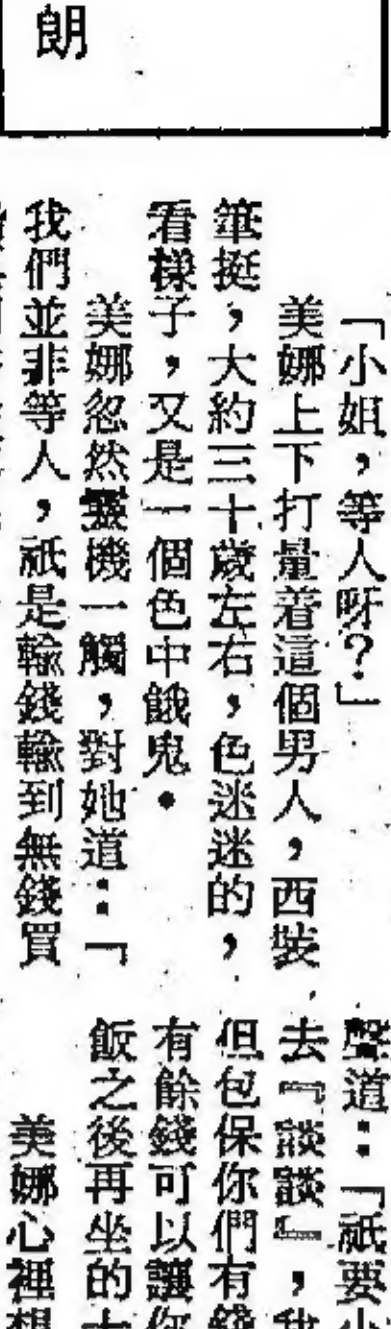 朗
「小姐，等人呀？」
美娜上下打量着這個男人，西裝
筆挺，大約三十歲左右，色迷迷的，
看樣子，又是一個色中餓鬼。
美娜忽然靈機一觸，對她道：「
我們並非等人，祇是輸錢輸到無錢買
聲道：「祇要小
去『談談』，我
但包保你們有錢
有餘錢可以讓你
飯之後再坐的
美娜心裡想